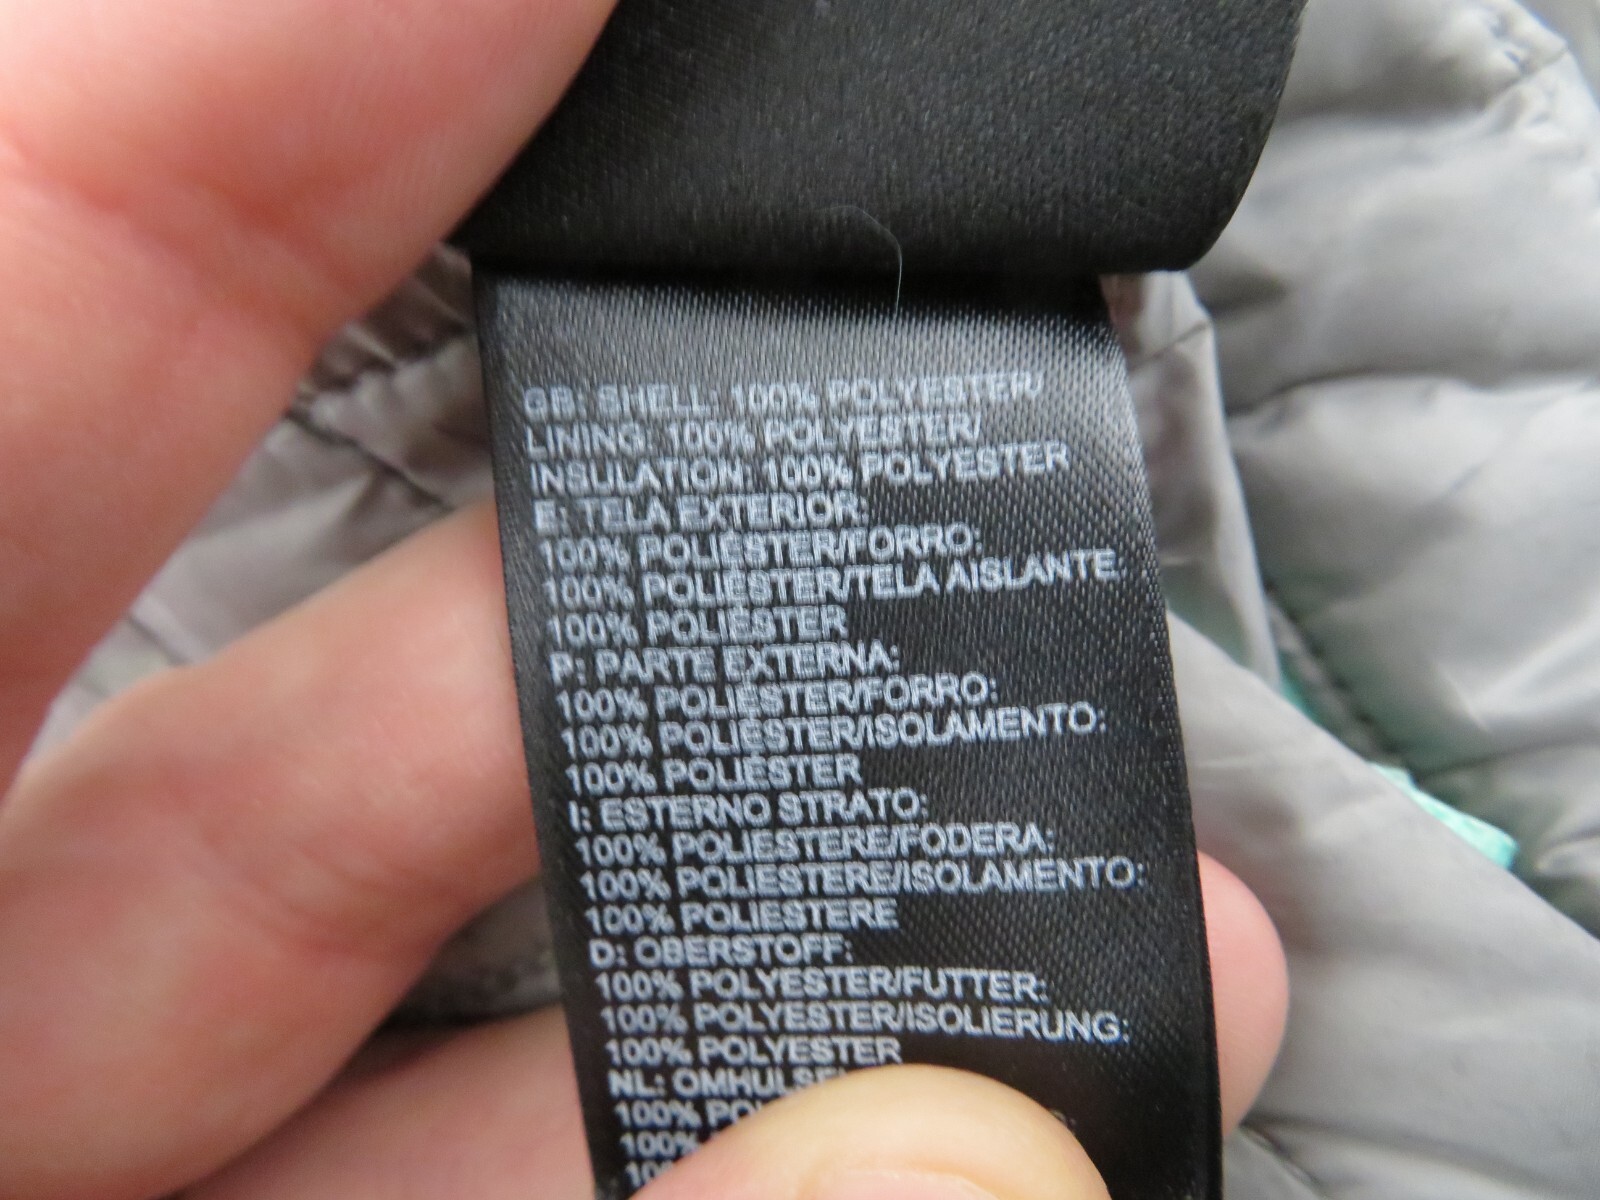 GB: SHELL: 100% POLYESTER/
LINING: 100% POLYESTER/
INSULATION: 100% POLYESTER
E: TELA EXTERIOR:
100% POLIÉSTER/FORRO:
100% POLIÉSTER/TELA AISLANTE:
100% POLIÉSTER
P: PARTE EXTERNA:
100% POLIÉSTER/FORRO:
100% POLIÉSTER/ISOLAMENTO:
100% POLIÉSTER
I: ESTERNO STRATO:
100% POLIESTERE/FODERA:
100% POLIESTERE/ISOLAMENTO:
100% POLIESTERE
D: OBERSTOFF:
100% POLYESTER/FUTTER:
100% POLYESTER/ISOLIERUNG:
100% POLYESTER
NL:
100%
100%